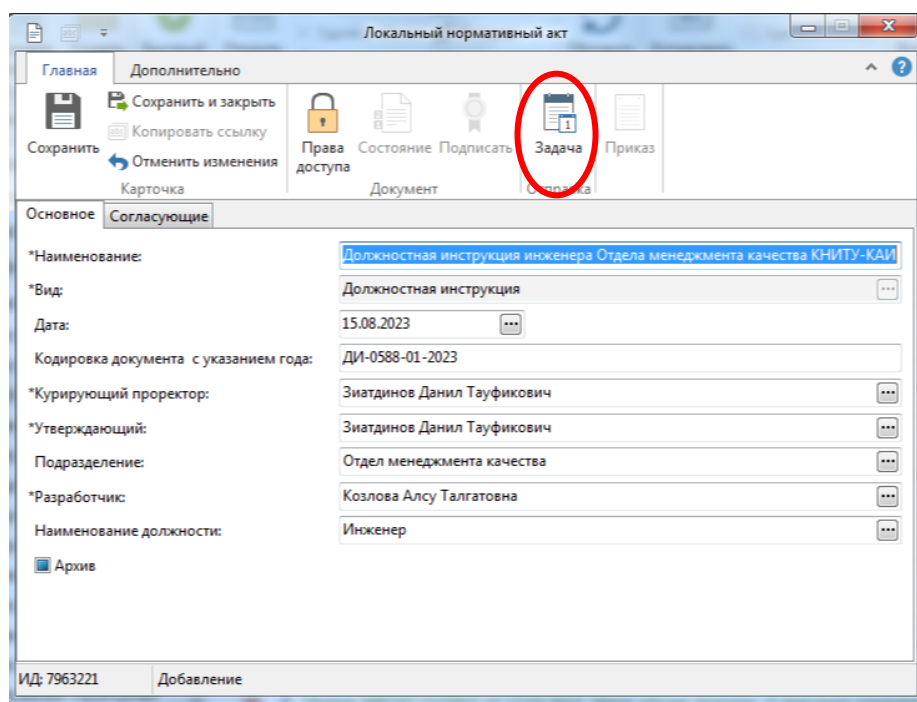 Локальный нормативный акт
Главная Дополнительно
Сохранить
Сохранить и закрыть
Копировать ссылку
Отменить изменения
Карточка
Права доступа
Состояние Подписать
Документ
Задача
Отправка
1
Приказ
Основное Согласующие
*Наименование: Должностная инструкция инженера Отдела менеджмента качества КНИТУ-КАИ
*Вид: Должностная инструкция
Дата: 15.08.2023
Кодировка документа с указанием года: ДИ-0588-01-2023
*Курирующий проректор: Зиатдинов Данил Тауфикович
*Утверждающий: Зиатдинов Данил Тауфикович
Подразделение: Отдел менеджмента качества
*Разработчик: Козлова Алсу Талгатовна
Наименование должности: Инженер
Архив
ИД: 7963221 Добавление